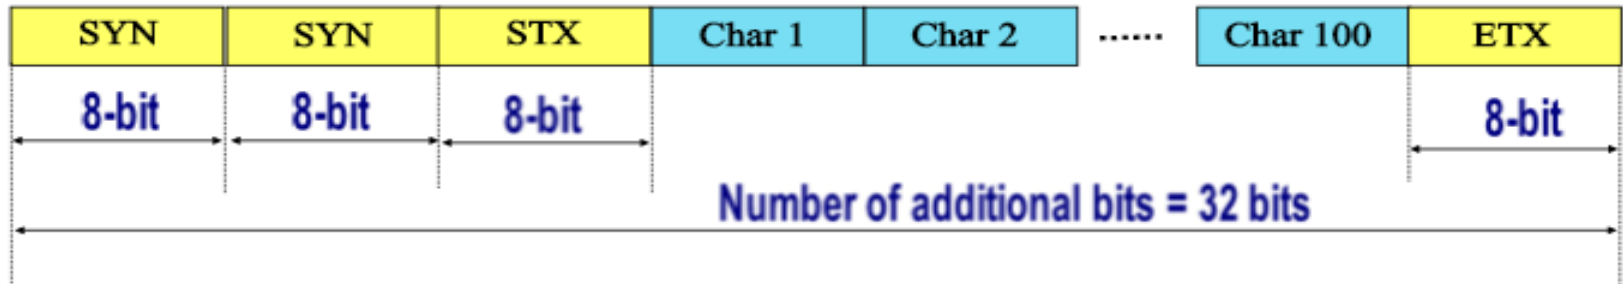 SYN SYN STX Char 1 Char 2 ...... Char 100 ETX
8-bit 8-bit 8-bit 8-bit
Number of additional bits = 32 bits